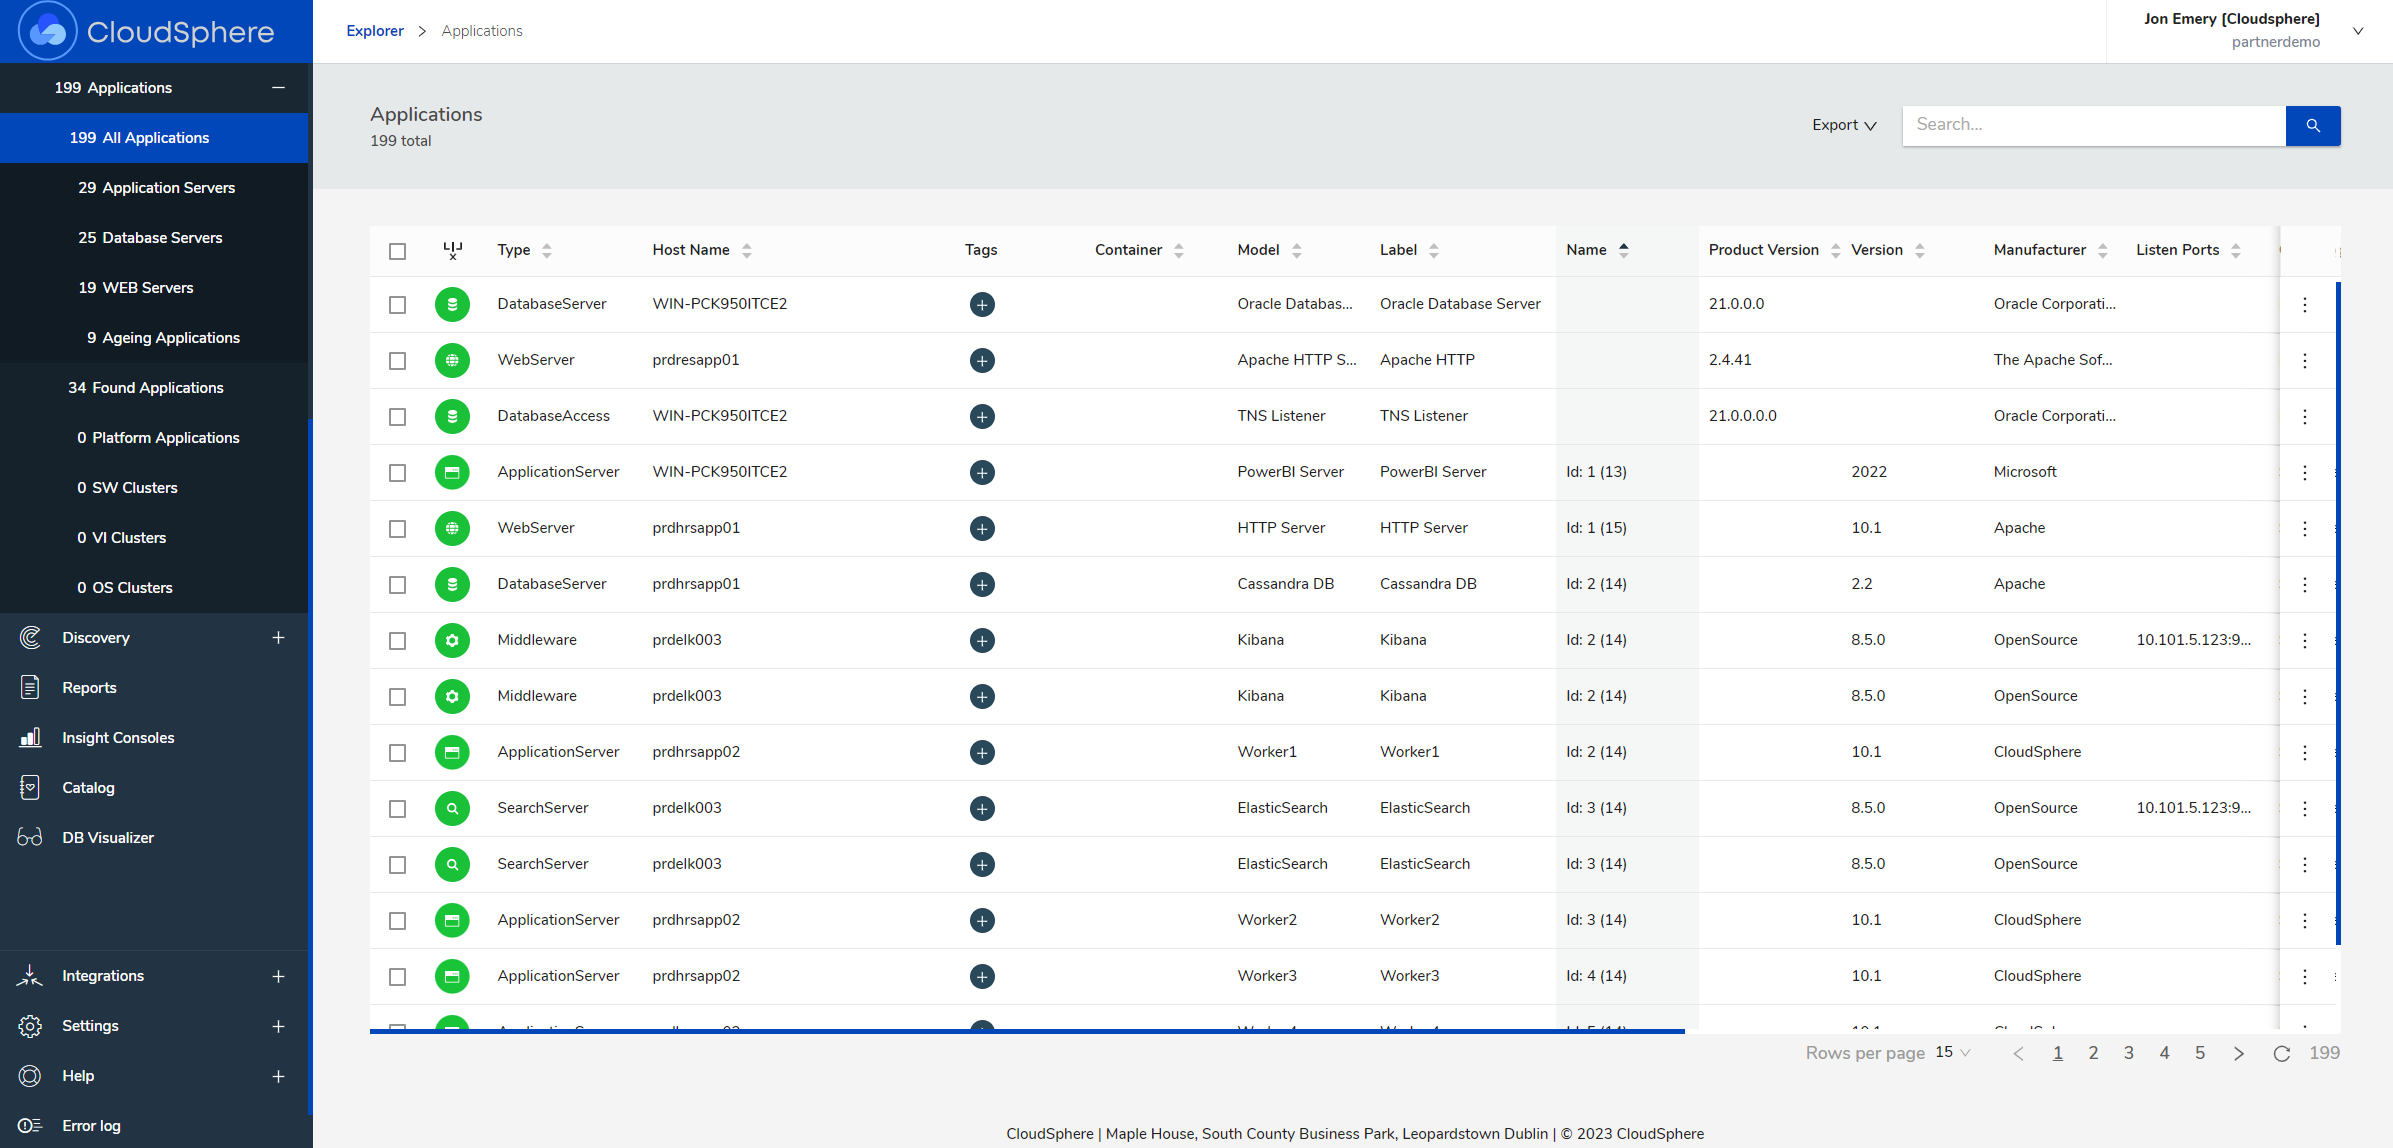 CloudSphere
Explorer > Applications
Jon Emery [Cloudsphere]
partnerdemo
199 Applications
199 All Applications
29 Application Servers
25 Database Servers
19 WEB Servers
9 Ageing Applications
34 Found Applications
0 Platform Applications
0 SW Clusters
0 VI Clusters
0 OS Clusters
Discovery
Reports
Insight Consoles
Catalog
DB Visualizer
Integrations
Settings
Help
Error log
Applications
199 total
Export
Search...
Type Host Name Tags Container Model Label Name Product Version Version Manufacturer Listen Ports
DatabaseServer WIN-PCK950ITCE2 Oracle Databas... Oracle Database Server 21.0.0.0 Oracle Corporati...
WebServer prdresapp01 Apache HTTP S... Apache HTTP 2.4.41 The Apache Sof...
DatabaseAccess WIN-PCK950ITCE2 TNS Listener TNS Listener 21.0.0.0.0 Oracle Corporati...
ApplicationServer WIN-PCK950ITCE2 PowerBI Server PowerBI Server Id: 1 (13) 2022 Microsoft
WebServer prdhrsapp01 HTTP Server HTTP Server Id: 1 (15) 10.1 Apache
DatabaseServer prdhrsapp01 Cassandra DB Cassandra DB Id: 2 (14) 2.2 Apache
Middleware prdelk003 Kibana Kibana Id: 2 (14) 8.5.0 OpenSource 10.101.5.123:9...
Middleware prdelk003 Kibana Kibana Id: 2 (14) 8.5.0 OpenSource
ApplicationServer prdhrsapp02 Worker1 Worker1 Id: 2 (14) 10.1 CloudSphere
SearchServer prdelk003 ElasticSearch ElasticSearch Id: 3 (14) 8.5.0 OpenSource 10.101.5.123:9...
SearchServer prdelk003 ElasticSearch ElasticSearch Id: 3 (14) 8.5.0 OpenSource
ApplicationServer prdhrsapp02 Worker2 Worker2 Id: 3 (14) 10.1 CloudSphere
ApplicationServer prdhrsapp02 Worker3 Worker3 Id: 4 (14) 10.1 CloudSphere
Rows per page 15 < 1 2 3 4 5 > 199
CloudSphere | Maple House, South County Business Park, Leopardstown Dublin | © 2023 CloudSphere